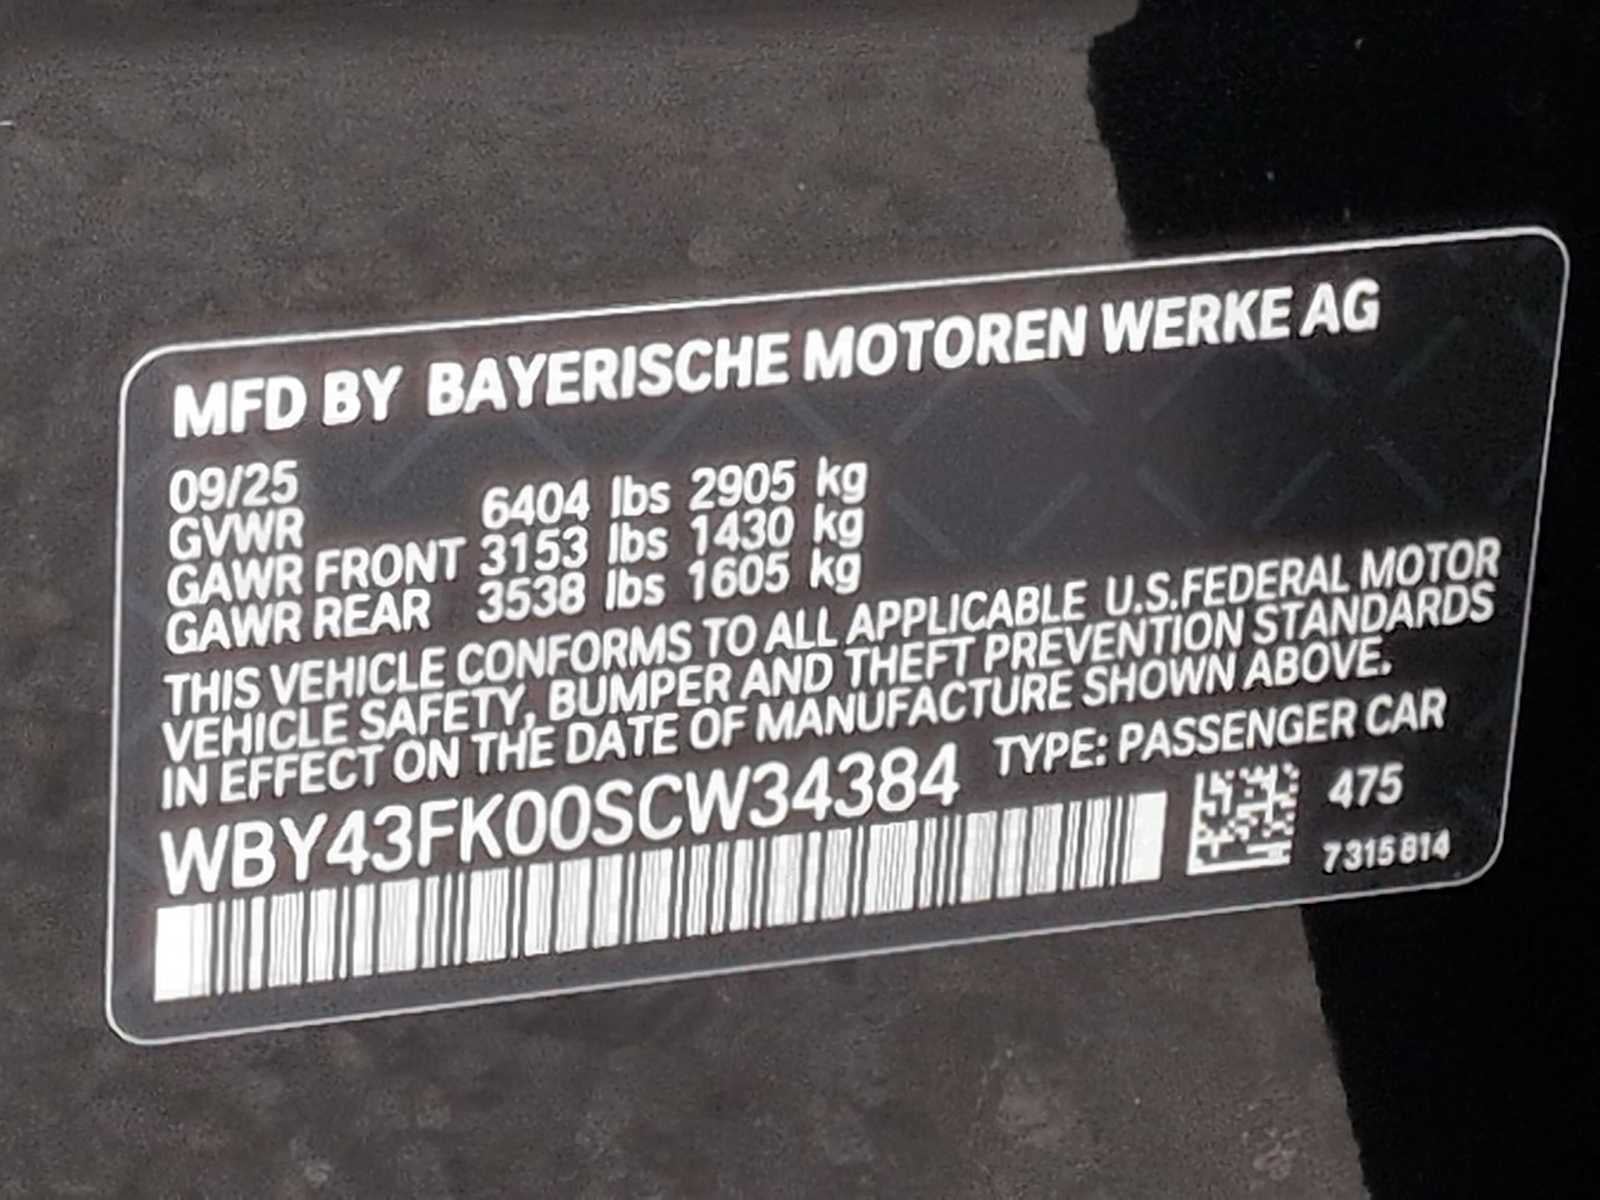 MFD BY BAYERISCHE MOTOREN WERKE AG
09/25
GVWR 6404 lbs 2905 kg
GAWR FRONT 3153 lbs 1430 kg
GAWR REAR 3538 lbs 1605 kg
THIS VEHICLE CONFORMS TO ALL APPLICABLE U.S.FEDERAL MOTOR
VEHICLE SAFETY, BUMPER AND THEFT PREVENTION STANDARDS
IN EFFECT ON THE DATE OF MANUFACTURE SHOWN ABOVE.
WBY43FK00SCW34384 TYPE: PASSENGER CAR
475
7315814